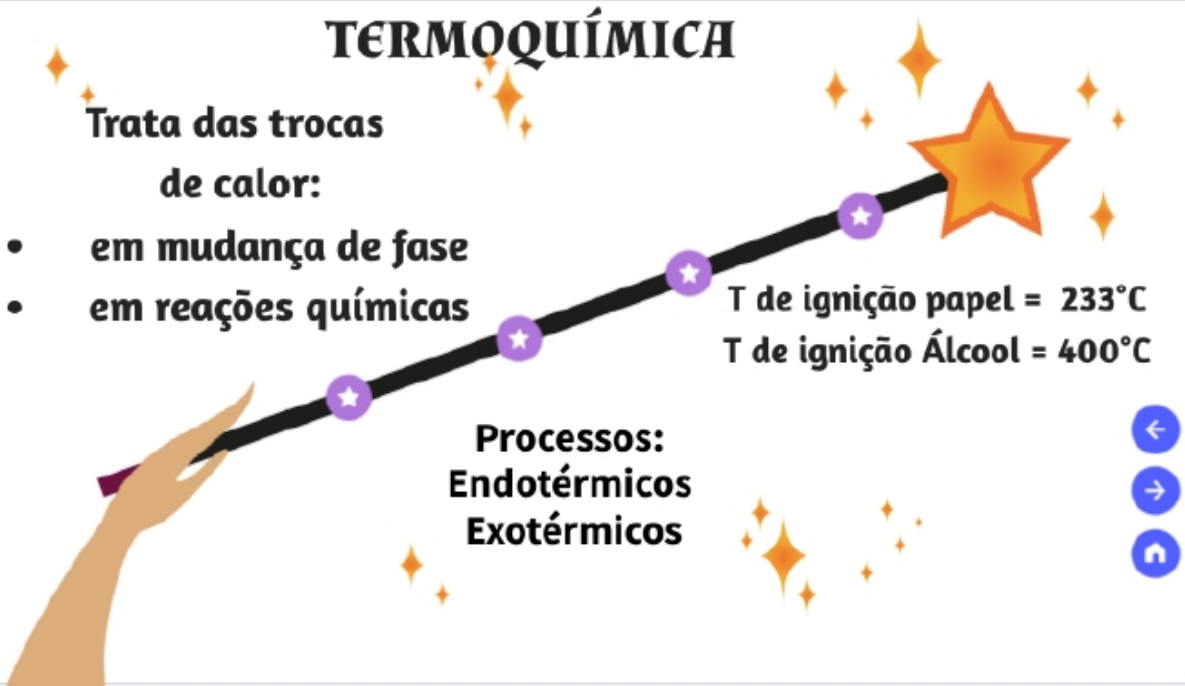 TERMOQUÍMICA
Trata das trocas
de calor:
• em mudança de fase
• em reações químicas
T de ignição papel = 233°C
T de ignição Álcool = 400°C
Processos:
Endotérmicos
Exotérmicos